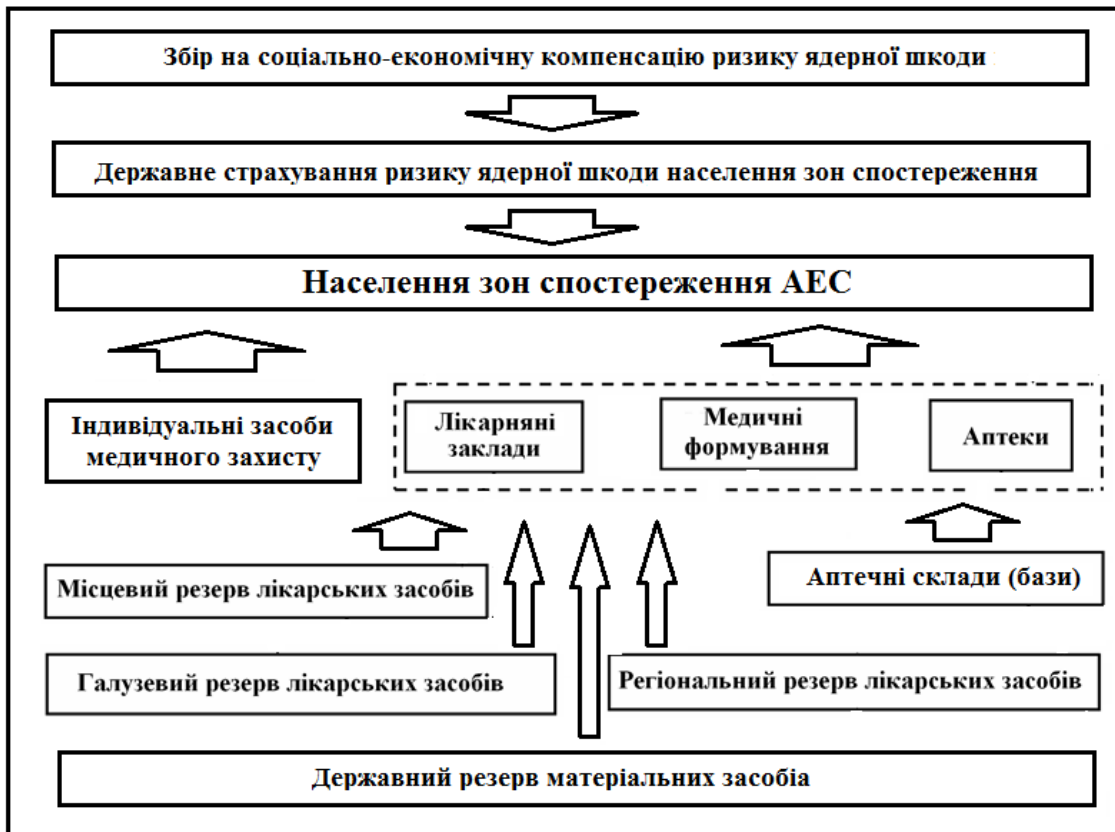 Збір на соціально-економічну компенсацію ризику ядерної шкоди
Державне страхування ризику ядерної шкоди населення зон спостереження
Населення зон спостереження АЕС
Індивідуальні засоби
медичного захисту
Лікарняні
заклади
Медичні
формування
Аптеки
Місцевий резерв лікарських засобів
Аптечні склади (бази)
Галузевий резерв лікарських засобів
Регіональний резерв лікарських засобів
Державний резерв матеріальних засобіа